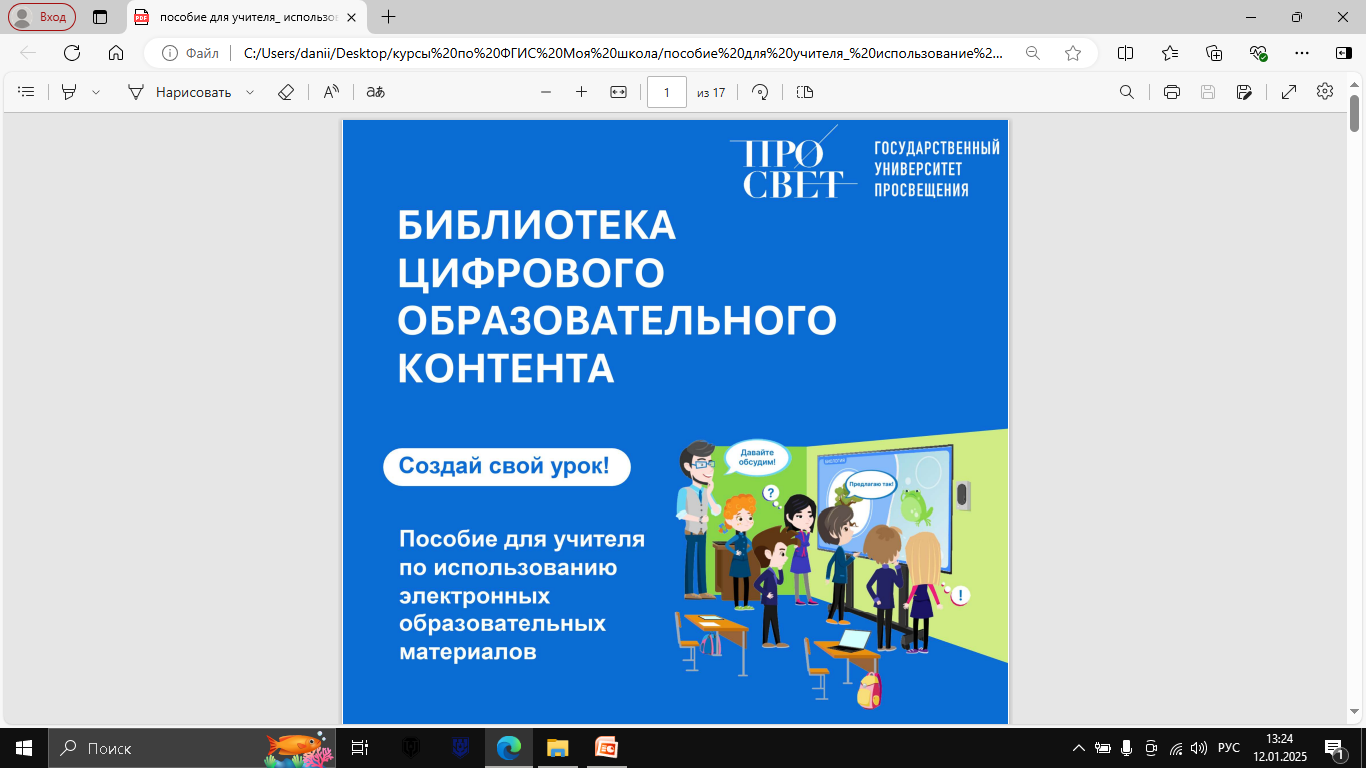 Вход
пособие для учителя_ использов
Файл
C:/Users/danii/Desktop/курсы%20по%20ФГИС%20Моя%20школа/пособие%20для%20учителя_%20использование%2...
Нарисовать
1 из 17
ПРО
СВЕТ
ГОСУДАРСТВЕННЫЙ
УНИВЕРСИТЕТ
ПРОСВЕЩЕНИЯ
БИБЛИОТЕКА
ЦИФРОВОГО
ОБРАЗОВАТЕЛЬНОГО
КОНТЕНТА
Создай свой урок!
Давайте
обсудим!
?
Предлагаю так!
!
Пособие для учителя
по использованию
электронных
образовательных
материалов
Поиск
РУС
13:24
12.01.2025
1